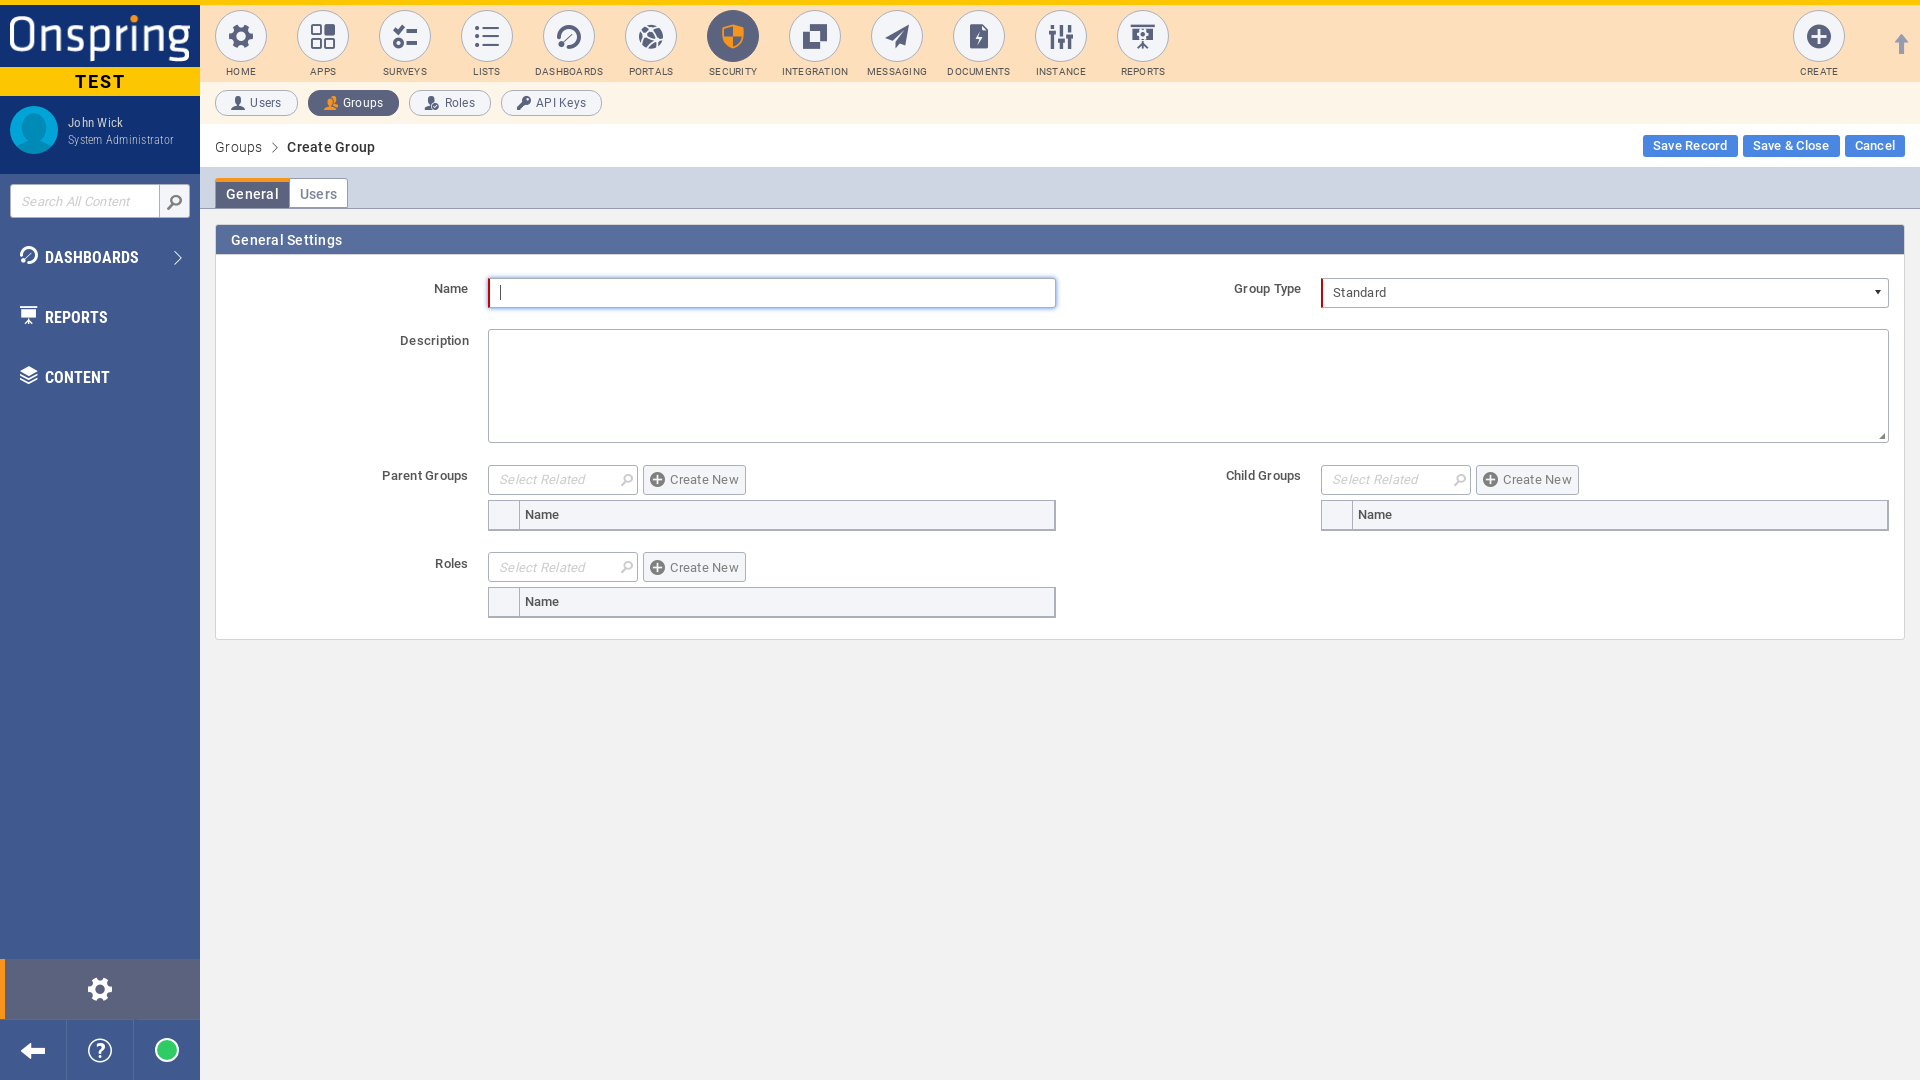 Onspring
TEST
John Wick
System Administrator
Search All Content
DASHBOARDS
REPORTS
CONTENT
HOME
APPS
SURVEYS
LISTS
DASHBOARDS
PORTALS
SECURITY
INTEGRATION
MESSAGING
DOCUMENTS
INSTANCE
REPORTS
CREATE
Users
Groups
Roles
API Keys
Groups
Create Group
Save Record
Save & Close
Cancel
General
Users
General Settings
Name
Group Type
Standard
Description
Parent Groups
Select Related
Create New
Name
Child Groups
Select Related
Create New
Name
Roles
Select Related
Create New
Name